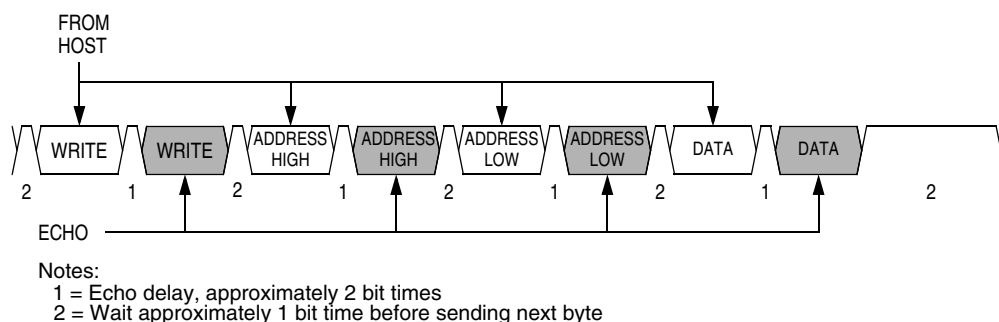 FROM
HOST
WRITE
WRITE
ADDRESS
HIGH
ADDRESS
HIGH
ADDRESS
LOW
ADDRESS
LOW
DATA
DATA
2 1 2 1 2 1 2 1 2
ECHO
Notes:
1 = Echo delay, approximately 2 bit times
2 = Wait approximately 1 bit time before sending next byte